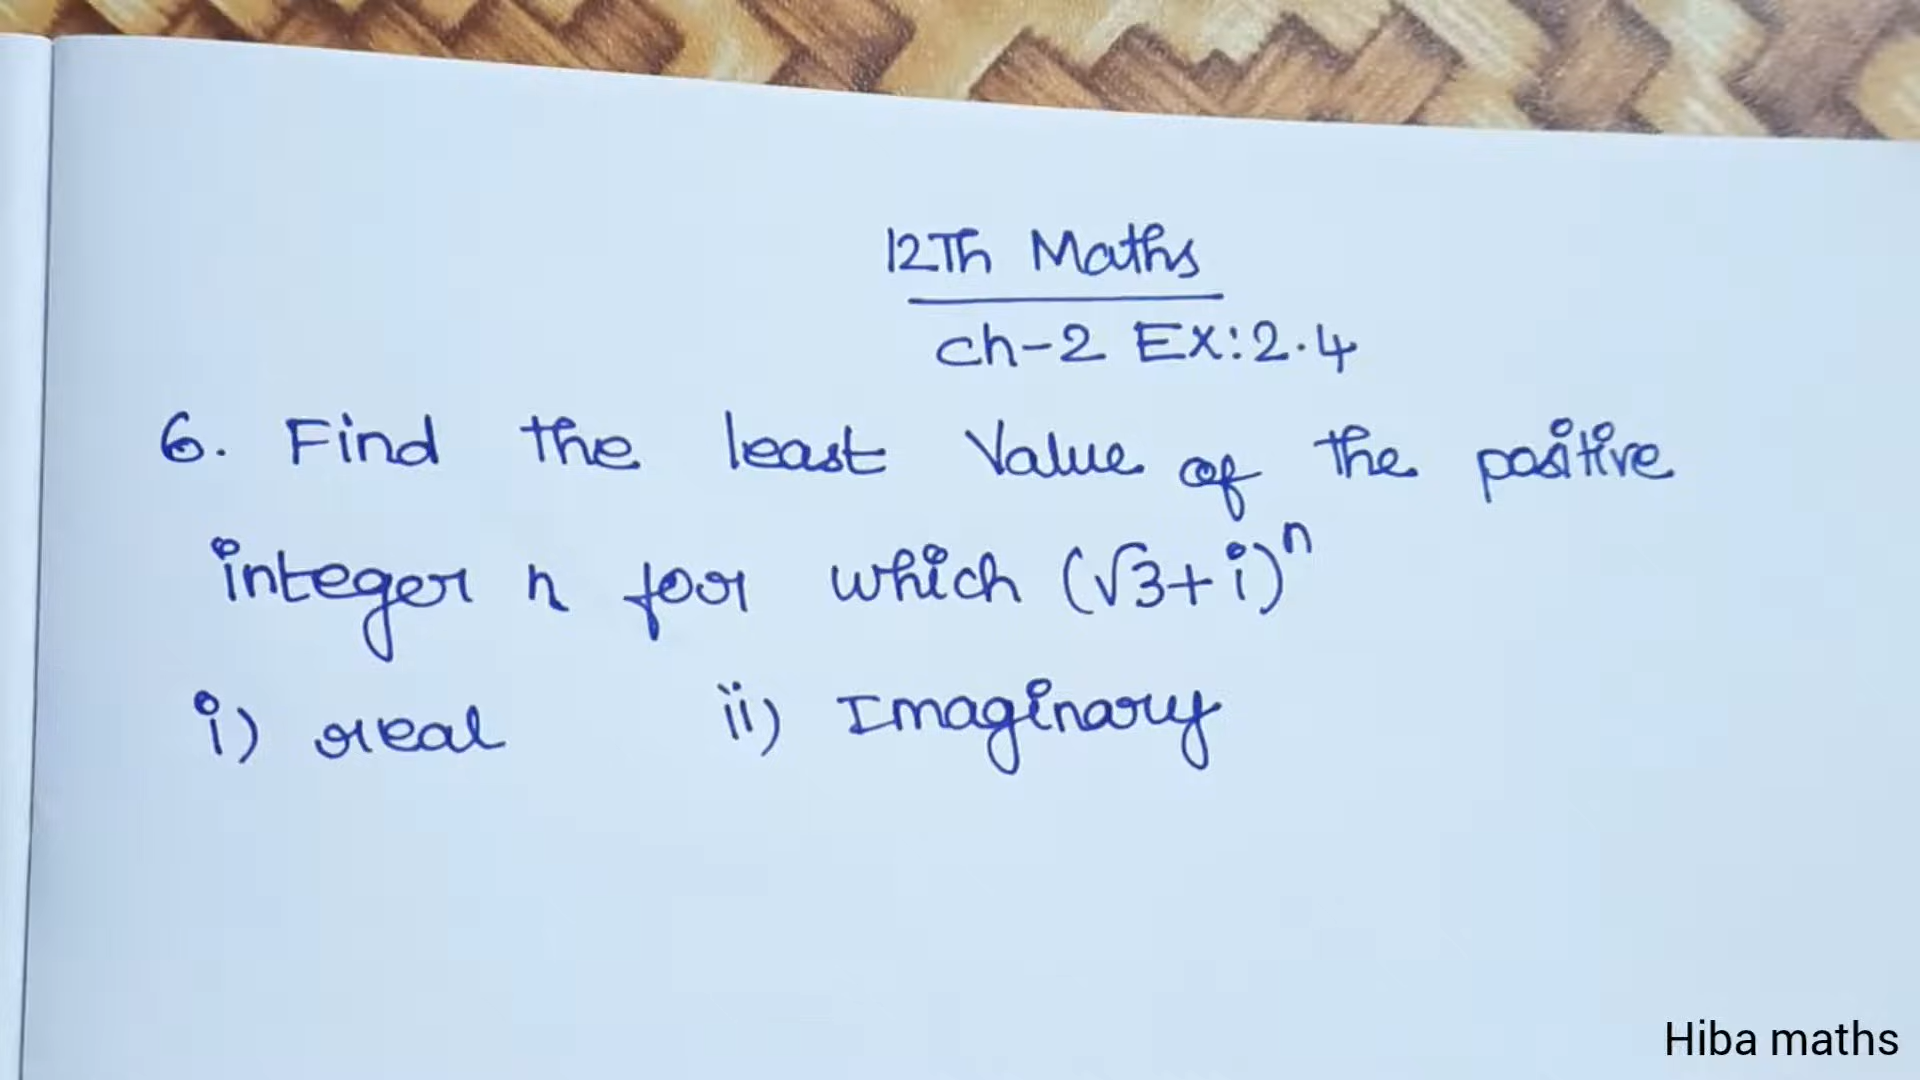 12Th Maths
Ch-2 EX:2.4
6. Find the least Value of the positive
integer n for which (√3+i)ⁿ
i) real ii) Imaginary
Hiba maths